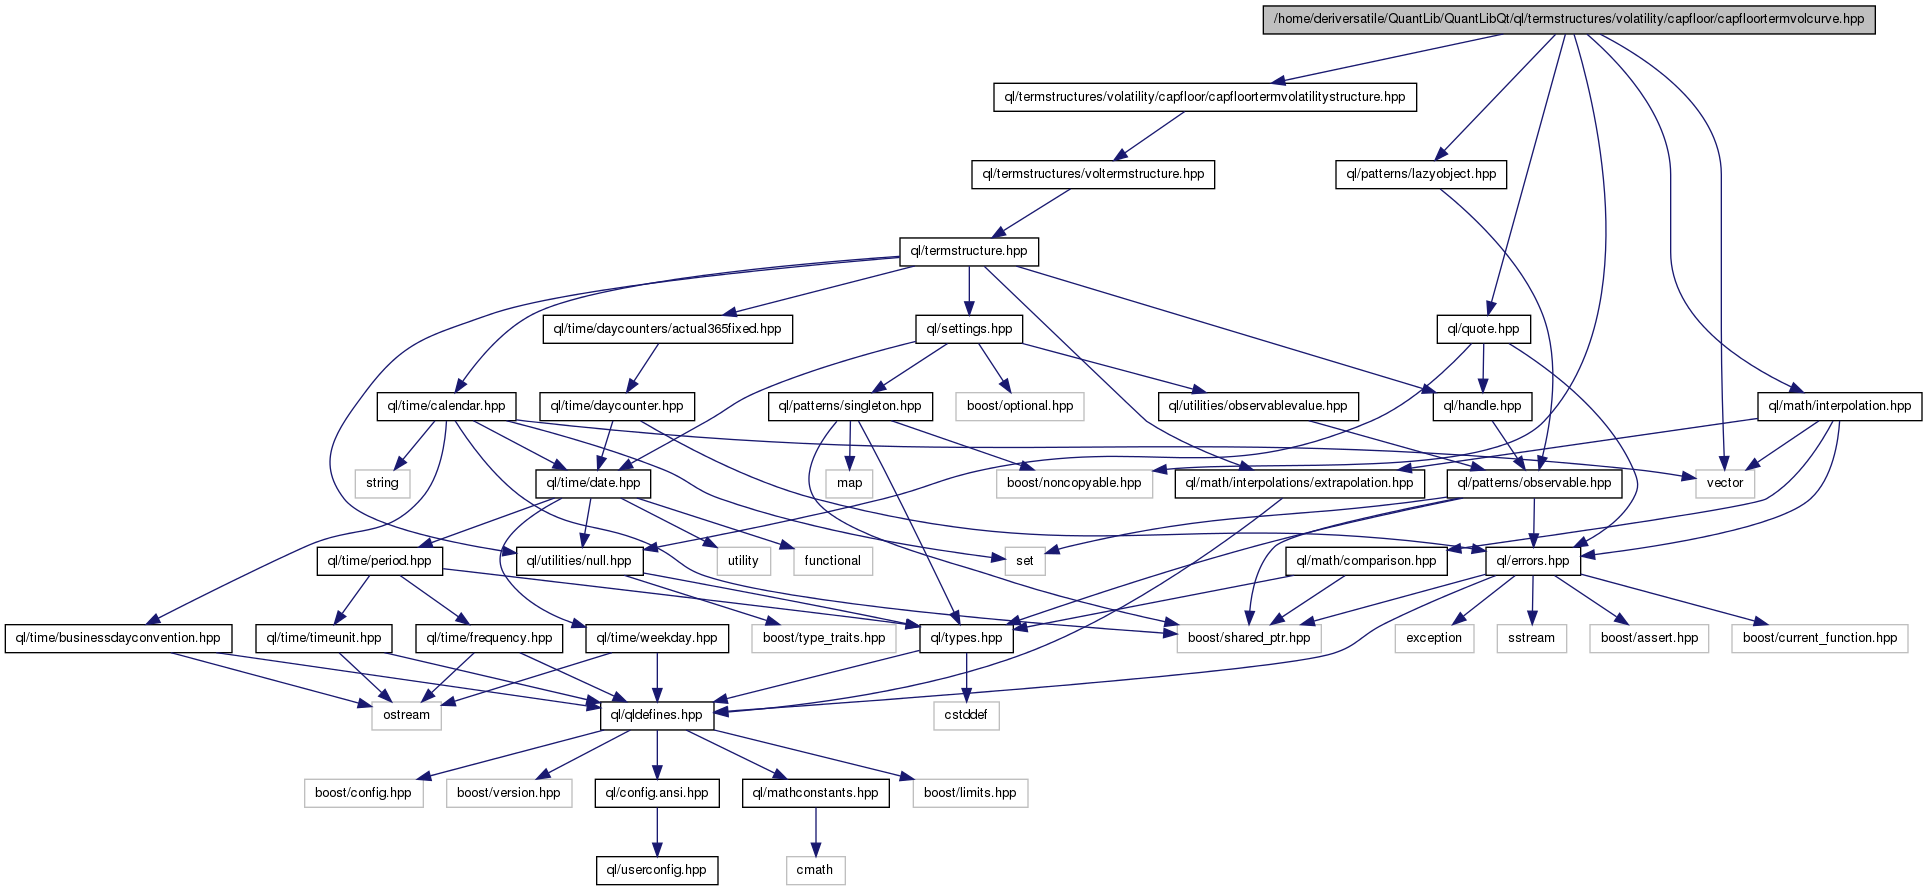 /home/deriversatile/QuantLib/QuantLibQt/ql/termstructures/volatility/capfloor/capfloortermvolcurve.hpp
ql/termstructures/volatility/capfloor/capfloortermvolatilitystructure.hpp
ql/termstructures/voltermstructure.hpp
ql/patterns/lazyobject.hpp
ql/termstructure.hpp
ql/time/daycounters/actual365fixed.hpp
ql/settings.hpp
ql/quote.hpp
ql/time/calendar.hpp
ql/time/daycounter.hpp
ql/patterns/singleton.hpp
boost/optional.hpp
ql/utilities/observablevalue.hpp
ql/handle.hpp
ql/math/interpolation.hpp
string
ql/time/date.hpp
map
boost/noncopyable.hpp
ql/math/interpolations/extrapolation.hpp
ql/patterns/observable.hpp
vector
ql/time/period.hpp
ql/utilities/null.hpp
utility
functional
set
ql/math/comparison.hpp
ql/errors.hpp
ql/time/businessdayconvention.hpp
ql/time/timeunit.hpp
ql/time/frequency.hpp
ql/time/weekday.hpp
boost/type_traits.hpp
ql/types.hpp
boost/shared_ptr.hpp
exception
sstream
boost/assert.hpp
boost/current_function.hpp
ostream
ql/qldefines.hpp
cstddef
boost/config.hpp
boost/version.hpp
ql/config.ansi.hpp
ql/mathconstants.hpp
boost/limits.hpp
ql/userconfig.hpp
cmath